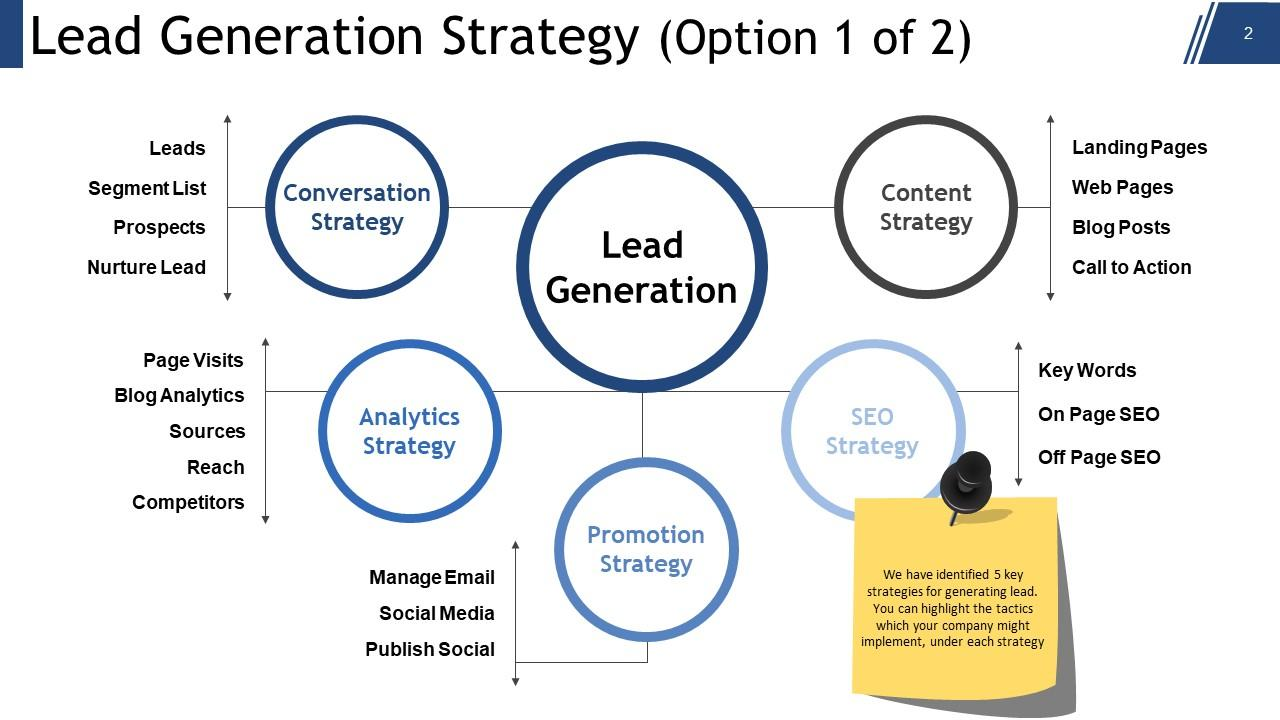 Lead Generation Strategy (Option 1 of 2)
2
Leads
Segment List
Prospects
Nurture Lead
Conversation
Strategy
Lead
Generation
Content
Strategy
Landing Pages
Web Pages
Blog Posts
Call to Action
Page Visits
Blog Analytics
Sources
Reach
Competitors
Analytics
Strategy
SEO
Strategy
Key Words
On Page SEO
Off Page SEO
Promotion
Strategy
Manage Email
Social Media
Publish Social
We have identified 5 key
strategies for generating lead.
You can highlight the tactics
which your company might
implement, under each strategy